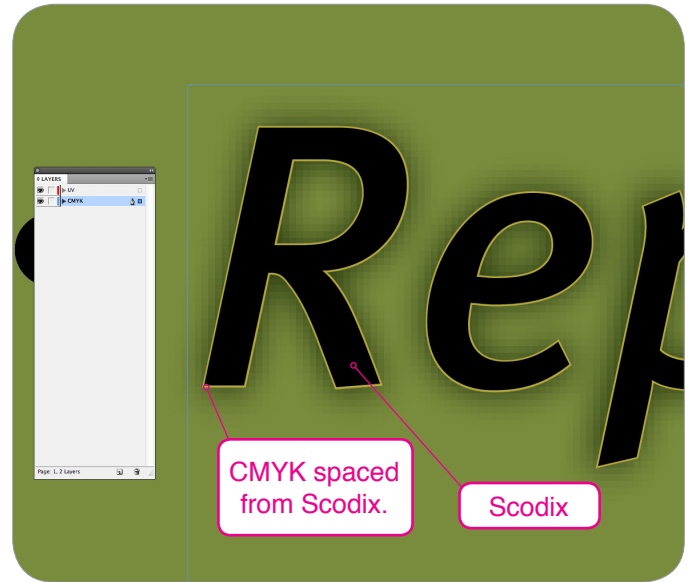 Rep
LAYERS
UV
CMYK
Page: 1, 2 Layers
CMYK spaced
from Scodix.
Scodix